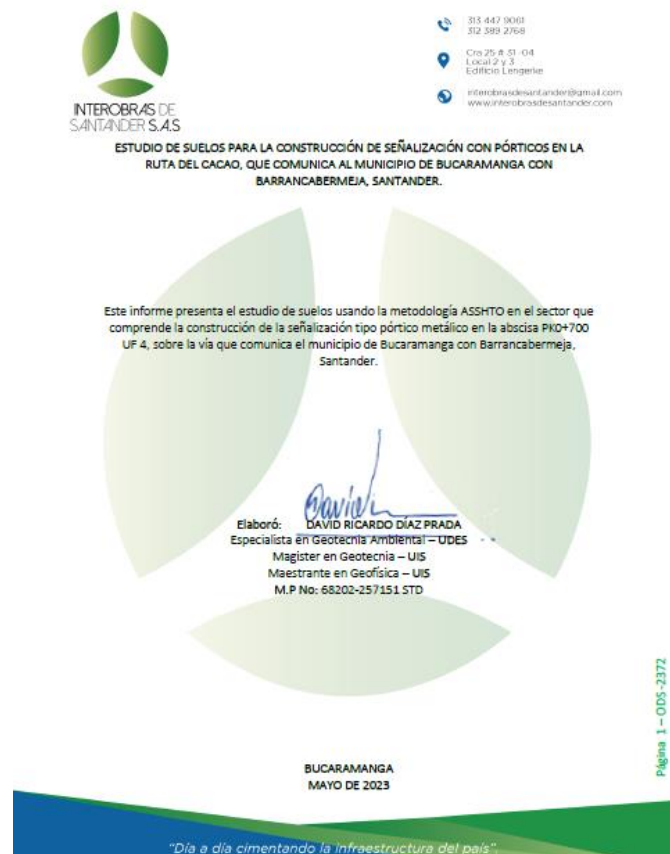 INTEROBRAS DE
SANTANDER S.A.S
313 447 9061
312 389 2768
Cra 25 # 31 -04
Local 2 y 3
Edificio Lengerke
interobrasdesantander@gmail.com
www.interobrasdesantander.com
ESTUDIO DE SUELOS PARA LA CONSTRUCCIÓN DE SEÑALIZACIÓN CON PÓRTICOS EN LA
RUTA DEL CACAO, QUE COMUNICA AL MUNICIPIO DE BUCARAMANGA CON
BARRANCABERMEJA, SANTANDER.
Este informe presenta el estudio de suelos usando la metodología ASSHTO en el sector que
comprende la construcción de la señalización tipo pórtico metálico en la abscisa PK0+700
UF 4, sobre la vía que comunica el municipio de Bucaramanga con Barrancabermeja,
Santander.
Elaboró: DAVID RICARDO DÍAZ PRADA
Especialista en Geotecnia Ambiental – UDES
Magister en Geotecnia – UIS
Maestrante en Geofísica – UIS
M.P No: 68202-257151 STD
BUCARAMANGA
MAYO DE 2023
Página 1 – ODS-2372
"Día a día cimentando la infraestructura del país".